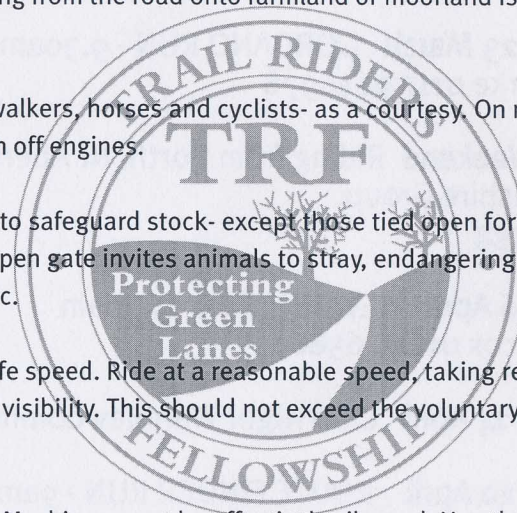 ng from the road onto farmland or moorland is
walkers, horses and cyclists- as a courtesy. On
off engines.
TRAIL RIDERS
TRF
to safeguard stock- except those tied open for
pen gate invites animals to stray, endangering
c.
Protecting
Green
Lanes
fe speed. Ride at a reasonable speed, taking
visibility. This should not exceed the voluntary
FELLOWSHIP